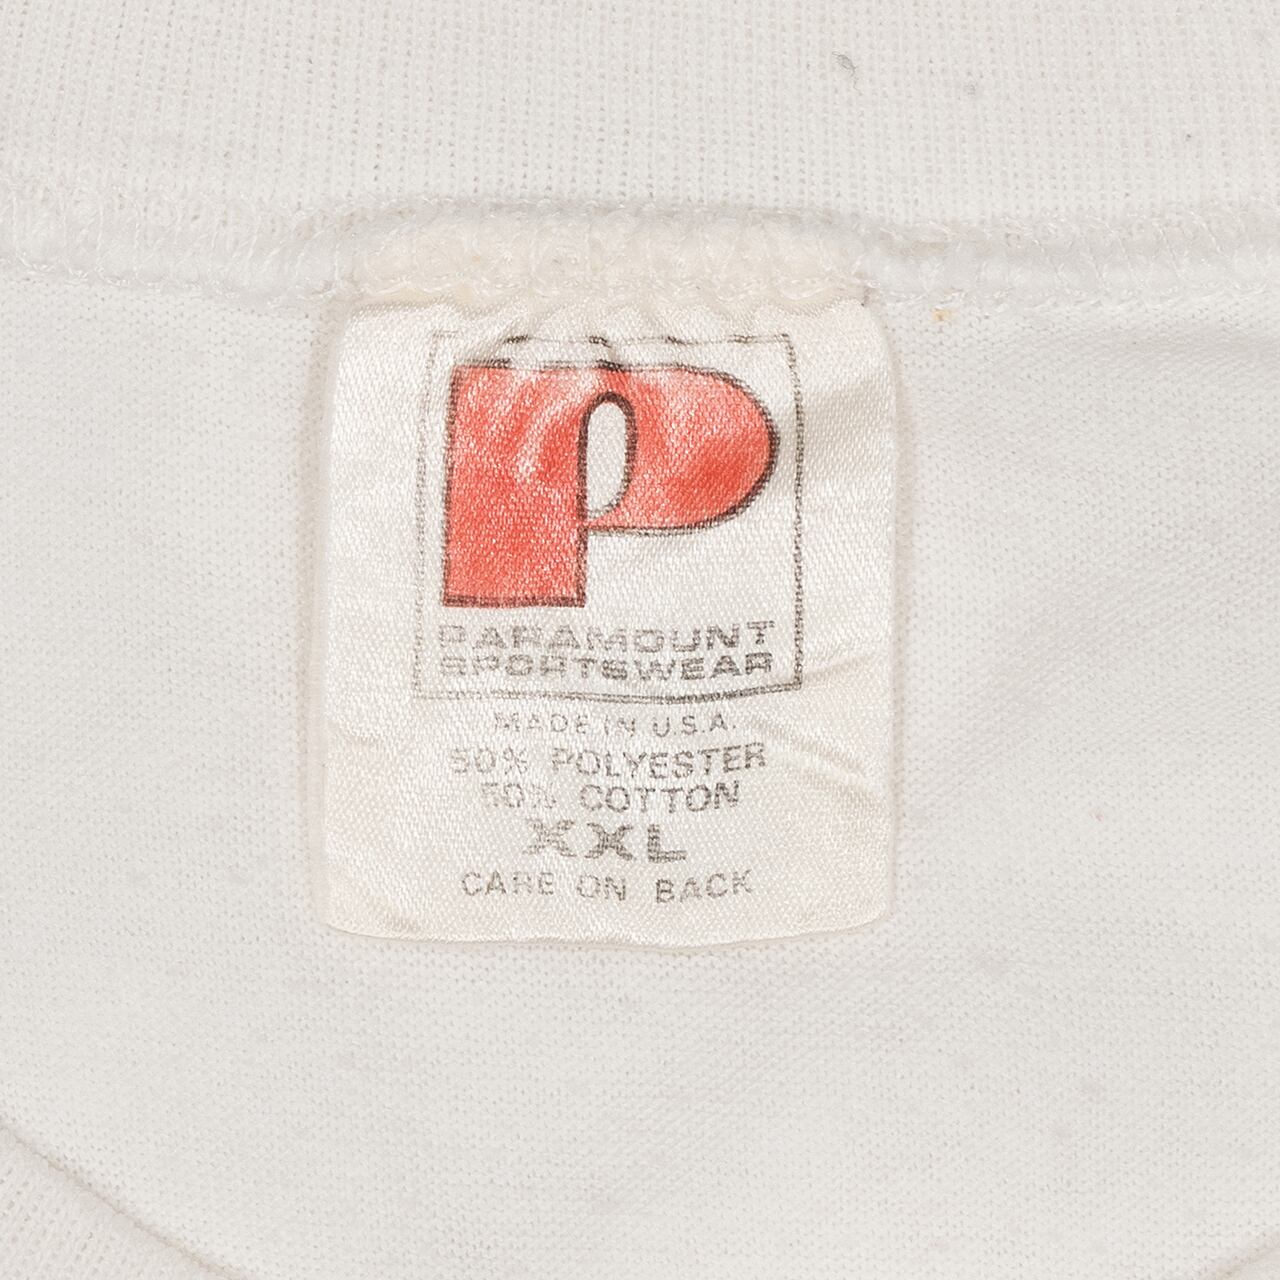 P
PARAMOUNT
SPORTSWEAR
MADE IN U.S.A.
50% POLYESTER
50% COTTON
XXL
CARE ON BACK